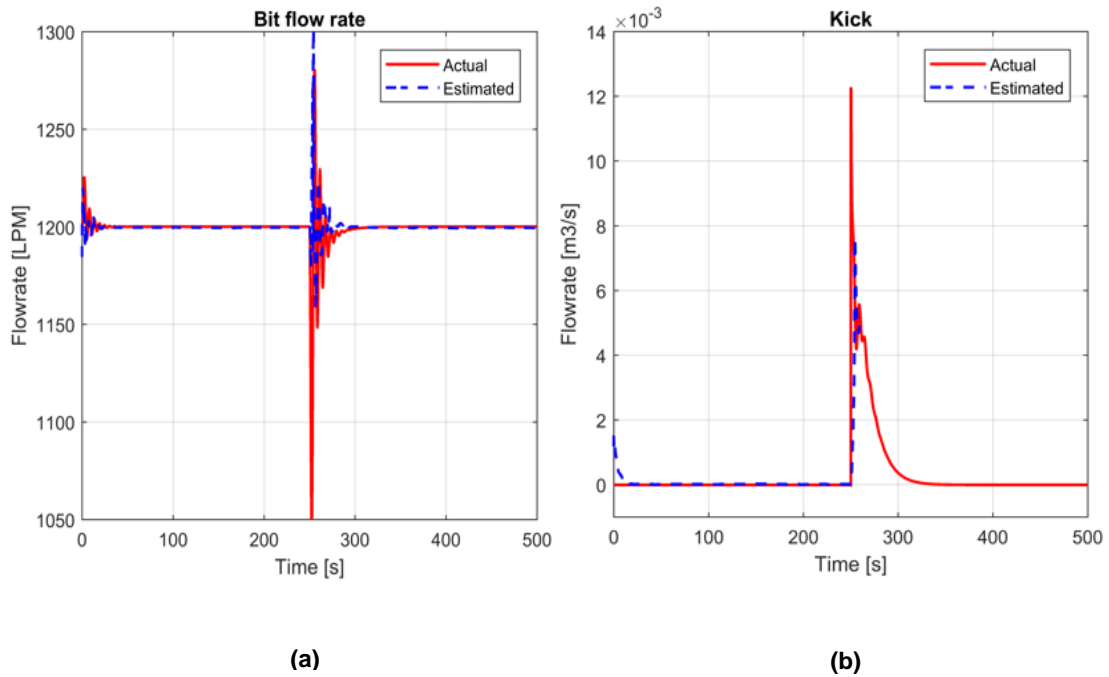 Bit flow rate
1300
1250
1200
1150
1100
1050
Flowrate [LPM]
Actual
Estimated
0
100
200
300
400
500
Time [s]
(a)
Kick
×10⁻³
14
12
10
8
6
4
2
0
Flowrate [m3/s]
Actual
Estimated
0
100
200
300
400
500
Time [s]
(b)